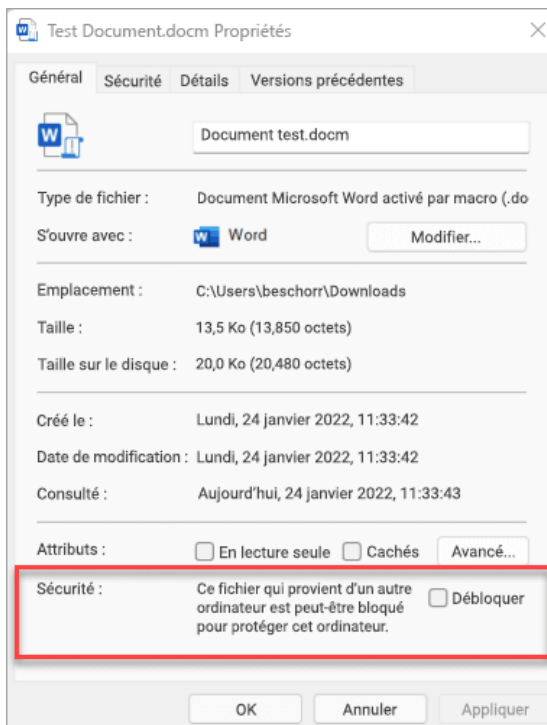 Test Document.docm Propriétés
Général Sécurité Détails Versions précédentes
Document test.docm
Type de fichier : Document Microsoft Word activé par macro (.do
S'ouvre avec : Word Modifier...
Emplacement : C:\Users\beschorr\Downloads
Taille : 13,5 Ko (13,850 octets)
Taille sur le disque : 20,0 Ko (20,480 octets)
Créé le : Lundi, 24 janvier 2022, 11:33:42
Date de modification : Lundi, 24 janvier 2022, 11:33:42
Consulté : Aujourd'hui, 24 janvier 2022, 11:33:43
Attributs : En lecture seule Cachés Avancé...
Sécurité : Ce fichier qui provient d'un autre
ordinateur est peut-être bloqué Débloquer
pour protéger cet ordinateur.
OK Annuler Appliquer